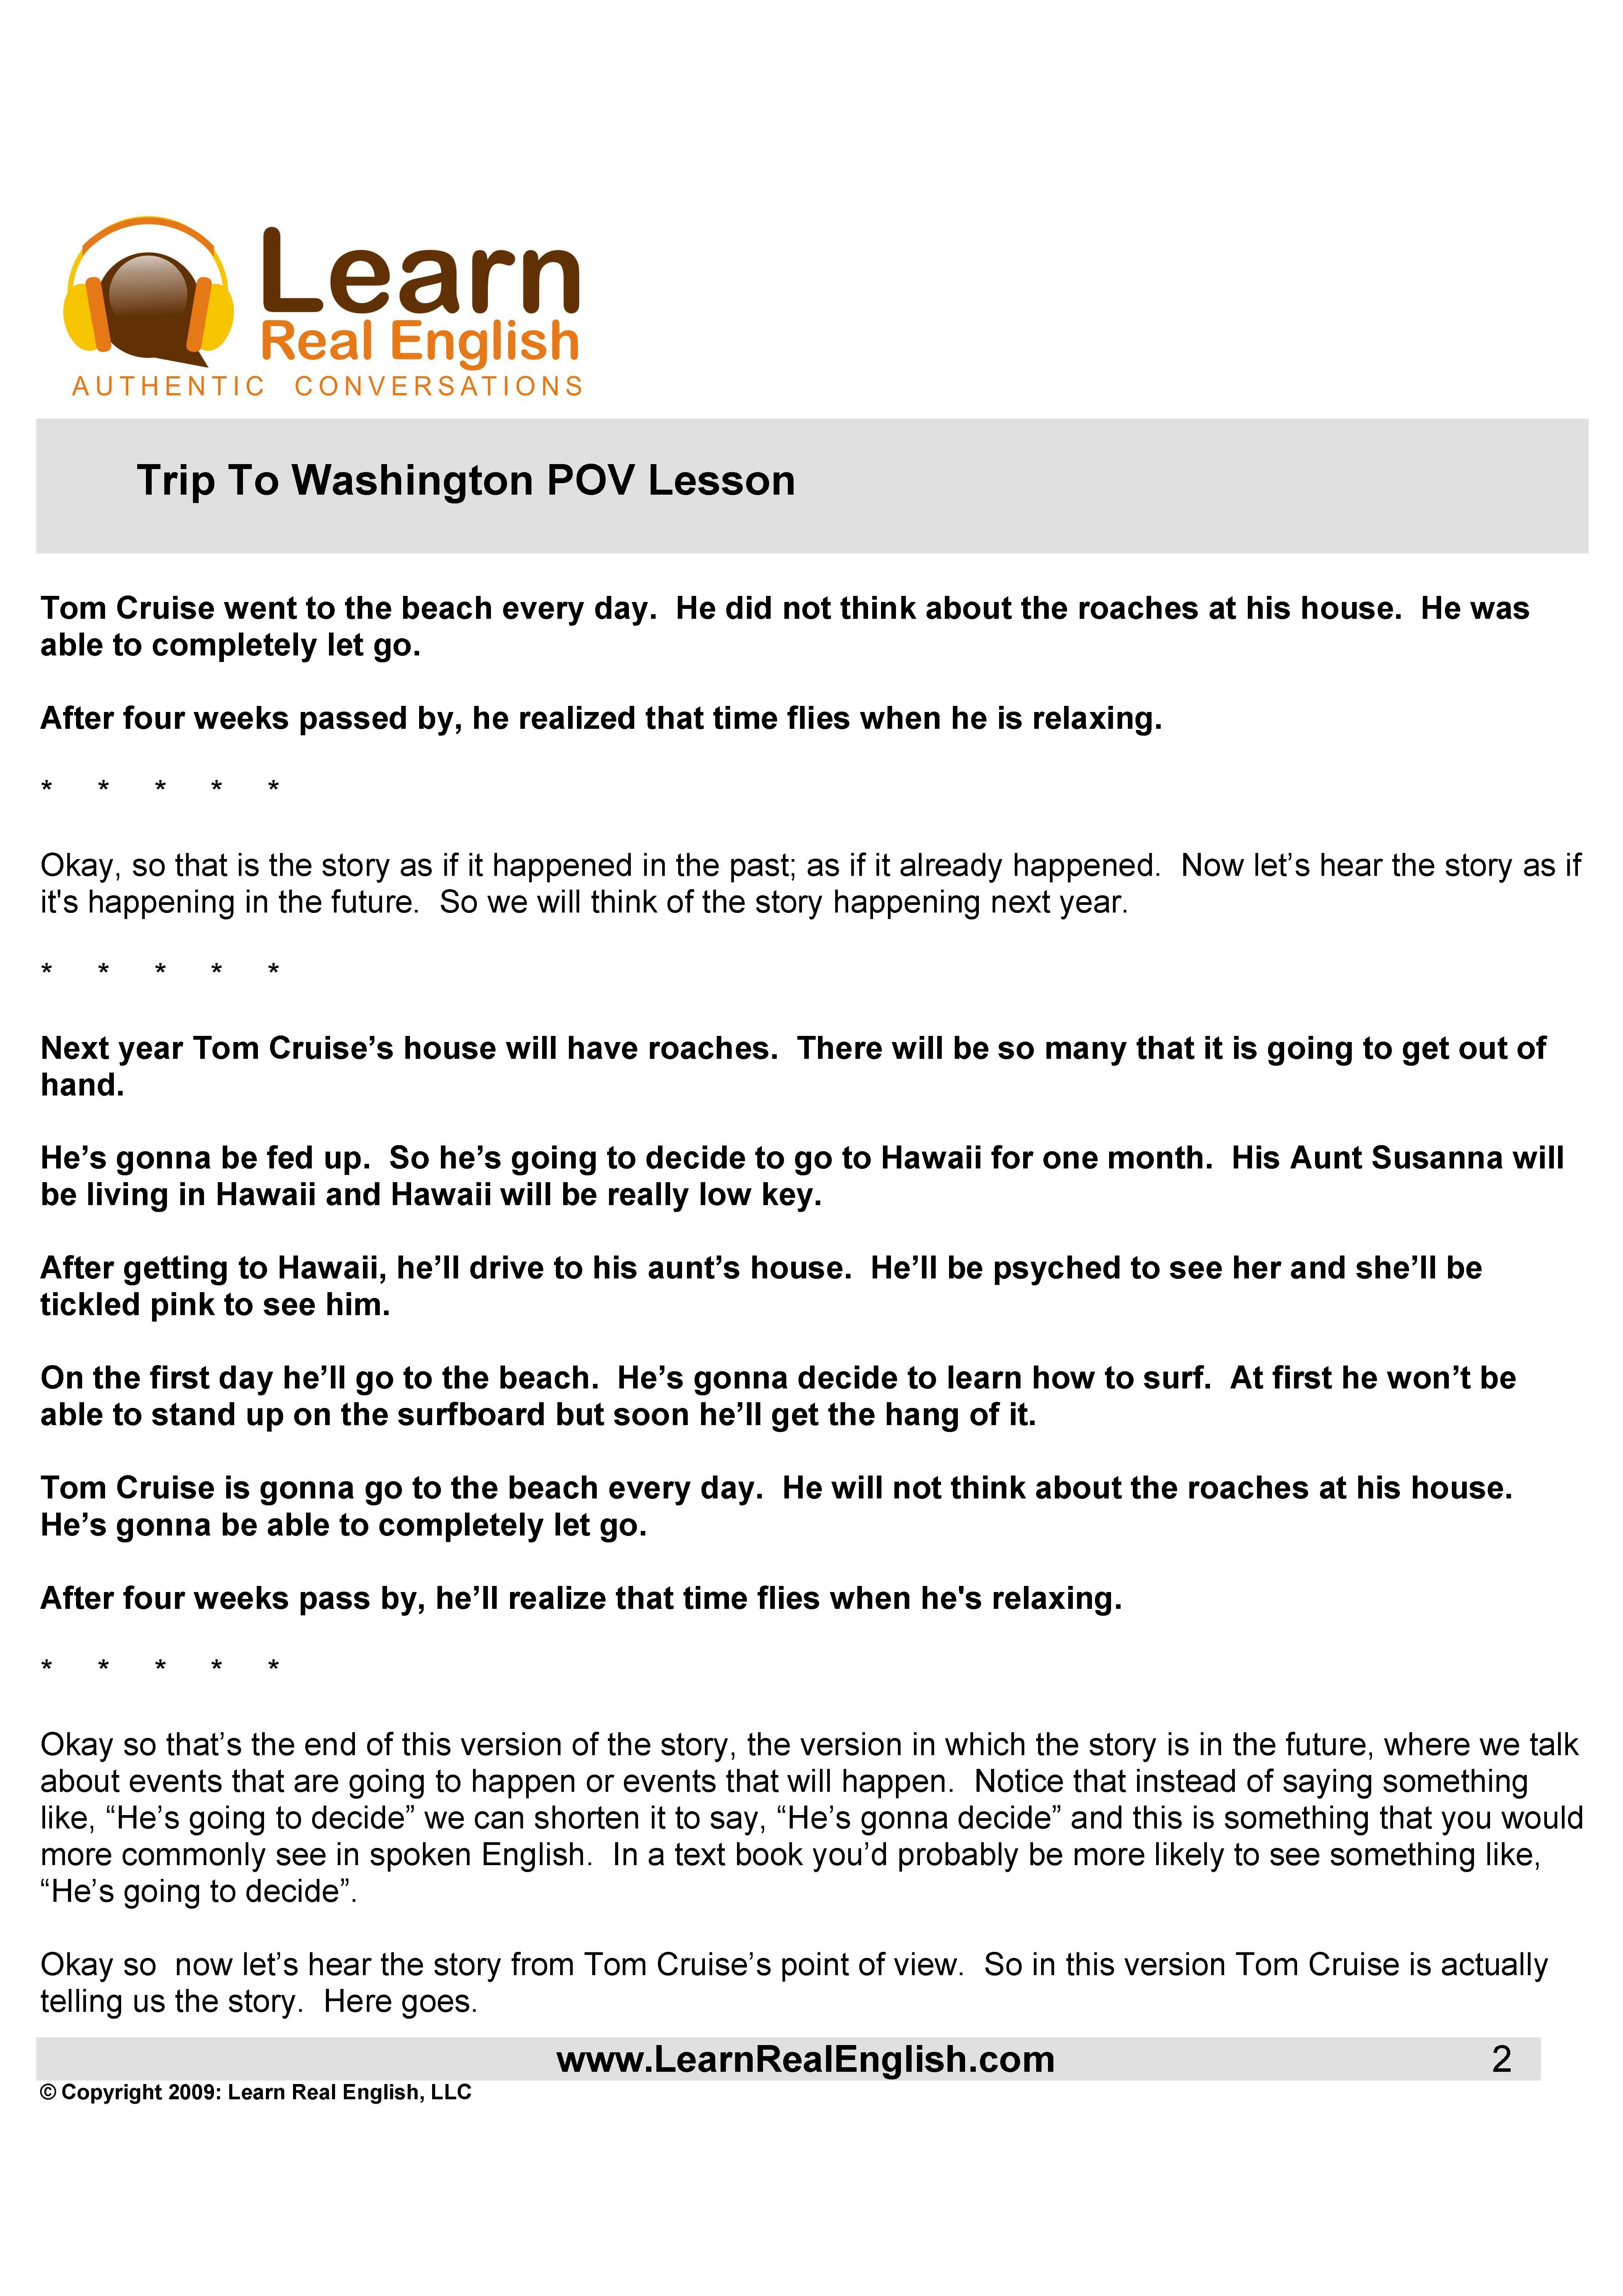 Learn
Real English
AUTHENTIC CONVERSATIONS
Trip To Washington POV Lesson
Tom Cruise went to the beach every day.  He did not think about the roaches at his house.  He was
able to completely let go.
After four weeks passed by, he realized that time flies when he is relaxing.
* * * * *
Okay, so that is the story as if it happened in the past; as if it already happened.  Now let’s hear the story as if
it's happening in the future.  So we will think of the story happening next year.
* * * * *
Next year Tom Cruise’s house will have roaches.  There will be so many that it is going to get out of
hand.
He’s gonna be fed up.  So he’s going to decide to go to Hawaii for one month.  His Aunt Susanna will
be living in Hawaii and Hawaii will be really low key.
After getting to Hawaii, he’ll drive to his aunt’s house.  He’ll be psyched to see her and she’ll be
tickled pink to see him.
On the first day he’ll go to the beach.  He’s gonna decide to learn how to surf.  At first he won’t be
able to stand up on the surfboard but soon he’ll get the hang of it.
Tom Cruise is gonna go to the beach every day.  He will not think about the roaches at his house.
He’s gonna be able to completely let go.
After four weeks pass by, he’ll realize that time flies when he's relaxing.
* * * * *
Okay so that’s the end of this version of the story, the version in which the story is in the future, where we talk
about events that are going to happen or events that will happen.  Notice that instead of saying something
like, “He’s going to decide” we can shorten it to say, “He’s gonna decide” and this is something that you would
more commonly see in spoken English.  In a text book you’d probably be more likely to see something like,
“He’s going to decide”.
Okay so  now let’s hear the story from Tom Cruise’s point of view.  So in this version Tom Cruise is actually
telling us the story.  Here goes.
www.LearnRealEnglish.com 2
© Copyright 2009: Learn Real English, LLC